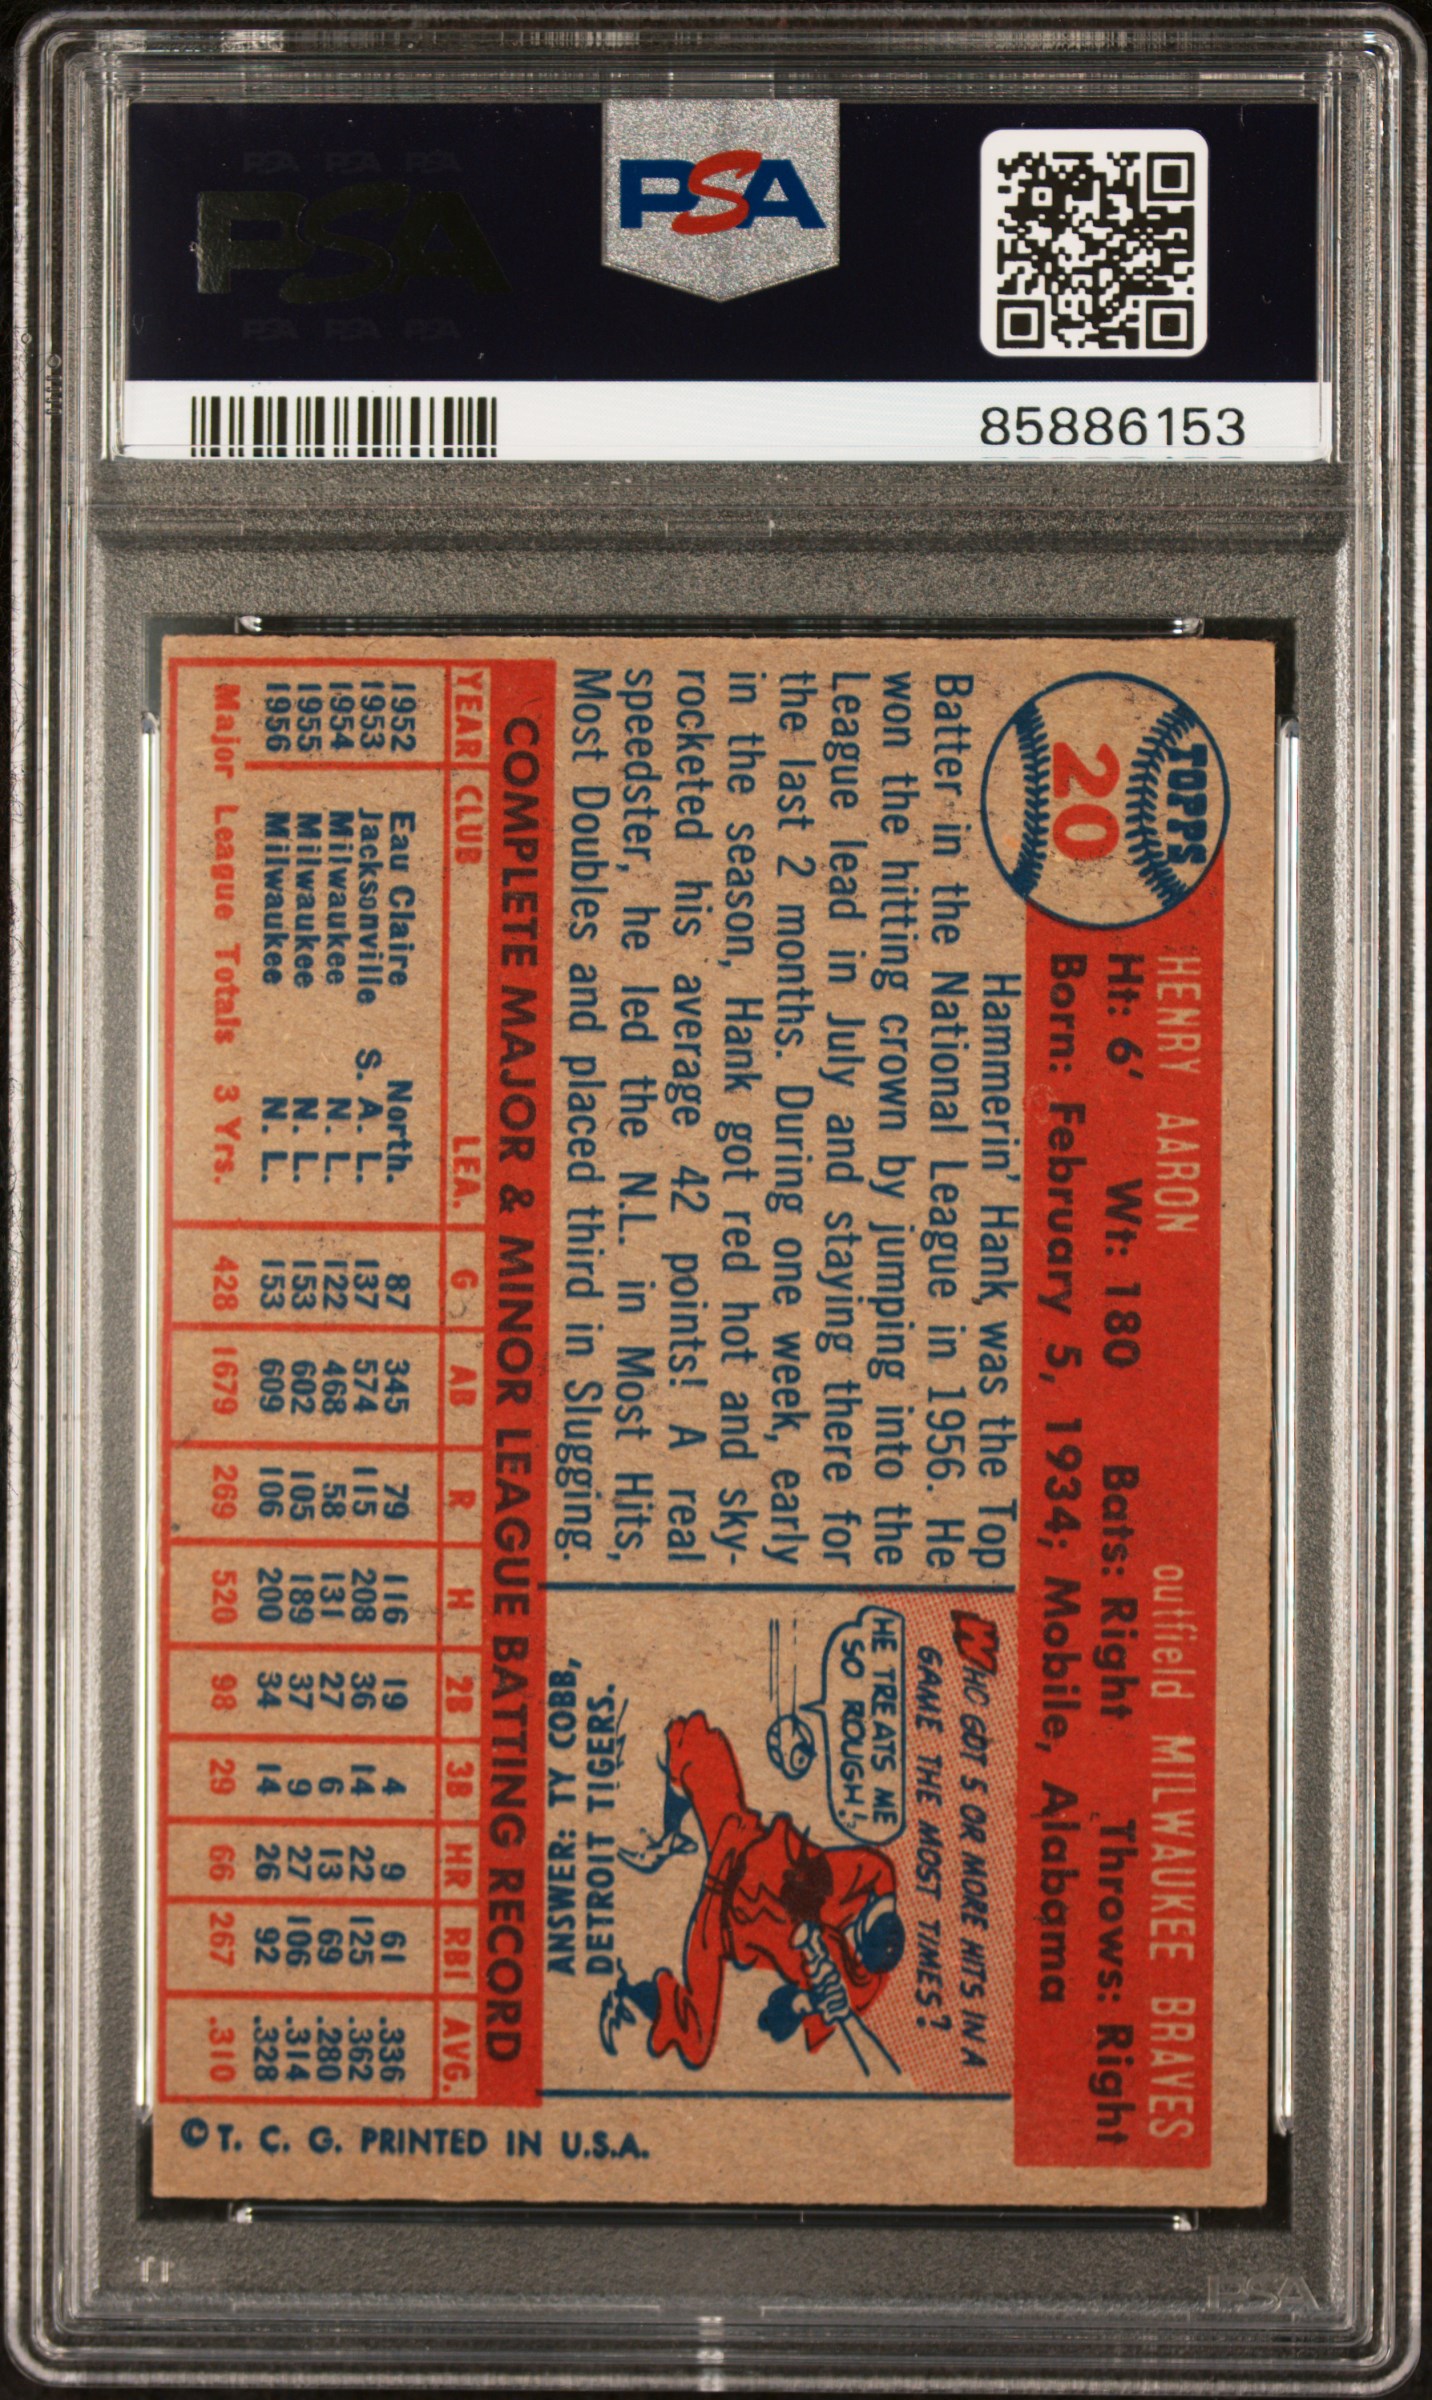 PSA PSA PSA
PSA
PSA PSA PSA
PSA
85886153
TOPPS
20
HENRY AARON outfield MILWAUKEE BRAVES
Ht: 6' Wt: 180 Bats: Right Throws: Right
Born: February 5, 1934; Mobile, Alabama
Hammerin' Hank was the Top
Batter in the National League in 1956. He
won the hitting crown by jumping into the
League lead in July and staying there for
the last 2 months. During one week, early
in the season, Hank got red hot and sky-
rocketed his average 42 points! A real
speedster, he led the N.L. in Most Hits,
Most Doubles and placed third in Slugging.
WHO GOT 5 OR MORE HITS IN A
GAME THE MOST TIMES?
HE TREATS ME
SO ROUGH!
ANSWER: TY COBB,
DETROIT TIGERS.
COMPLETE MAJOR & MINOR LEAGUE BATTING RECORD
YEAR CLUB LEA. G AB R H 2B 3B HR RBI AVG.
1952 Eau Claire North. 87 345 79 116 19 4 9 61 .336
1953 Jacksonville S. A. L. 137 574 115 208 36 14 22 125 .362
1954 Milwaukee N. L. 122 468 58 131 27 6 13 69 .280
1955 Milwaukee N. L. 153 602 105 189 37 9 27 106 .314
1956 Milwaukee N. L. 153 609 106 200 34 14 26 92 .328
Major League Totals 3 Yrs. 428 1679 269 520 98 29 66 267 .310
© T. C. G. PRINTED IN U.S.A.
PSA